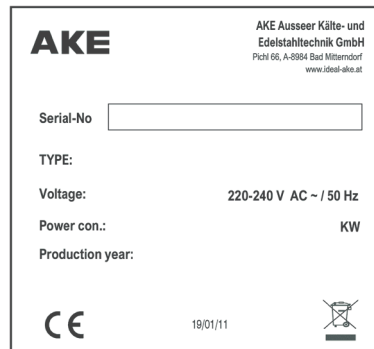 AKE
AKE Ausseer Kälte- und
Edelstahltechnik GmbH
Pichl 66, A-8984 Bad Mitterndorf
www.ideal-ake.at
Serial-No
TYPE:
Voltage: 220-240 V AC ~ / 50 Hz
Power con.: KW
Production year:
CE 19/01/11